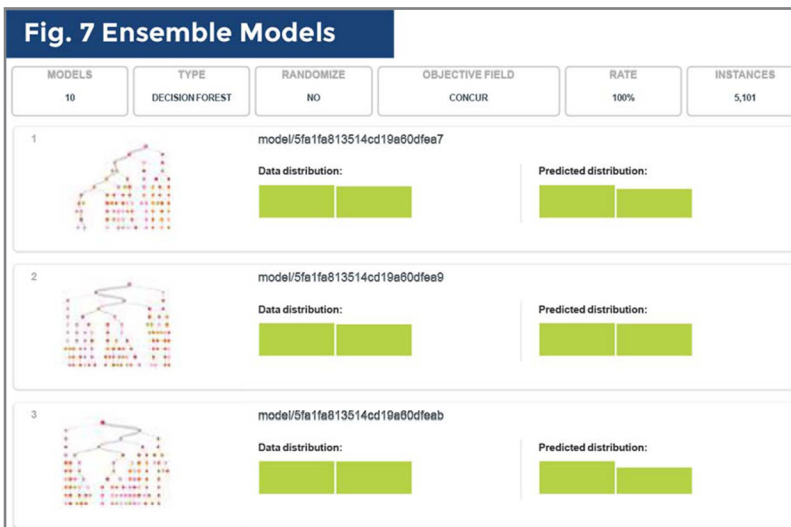 Fig. 7 Ensemble Models
MODELS TYPE RANDOMIZE OBJECTIVE FIELD RATE INSTANCES
10 DECISION FOREST NO CONCUR 100% 5,101
1 model/5fa1fa813514cd19a60dfea7
Data distribution: Predicted distribution:
2 model/5fa1fa813514cd19a60dfea9
Data distribution: Predicted distribution:
3 model/5fa1fa813514cd19a60dfeab
Data distribution: Predicted distribution: